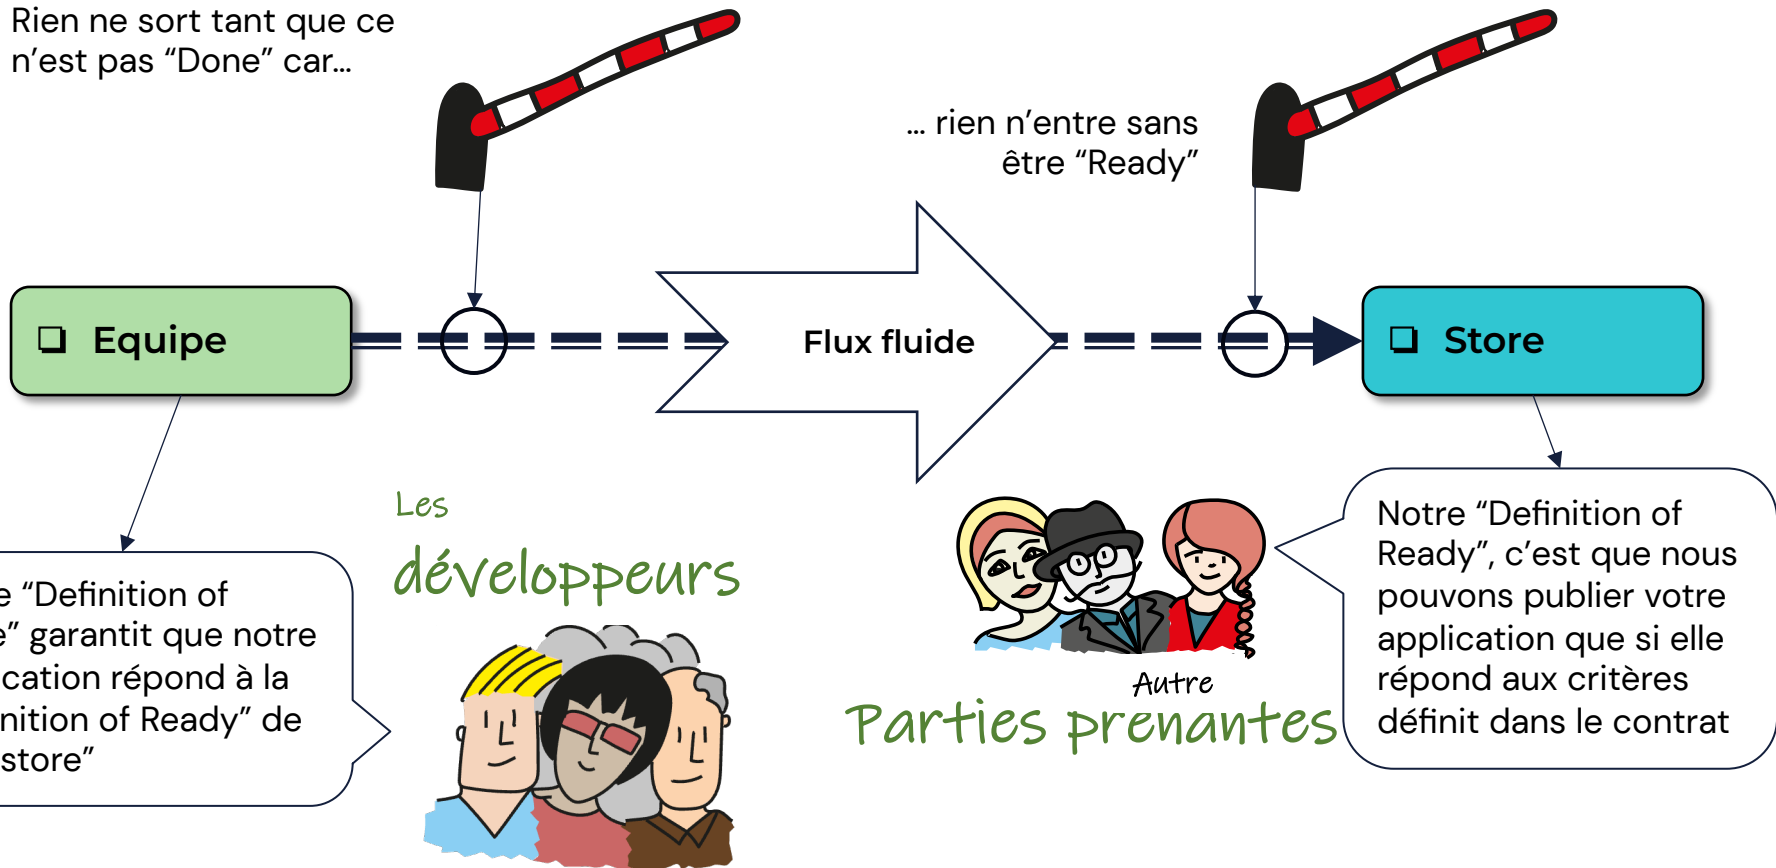 Rien ne sort tant que ce
n’est pas “Done” car…
… rien n’entre sans
être “Ready”
❏ Equipe
Flux fluide
❏ Store
Les
développeurs
“Definition of
garantit que notre
répond à la
of Ready” de
store”
Autre
Parties prenantes
Notre “Definition of
Ready”, c’est que nous
pouvons publier votre
application que si elle
répond aux critères
définit dans le contrat